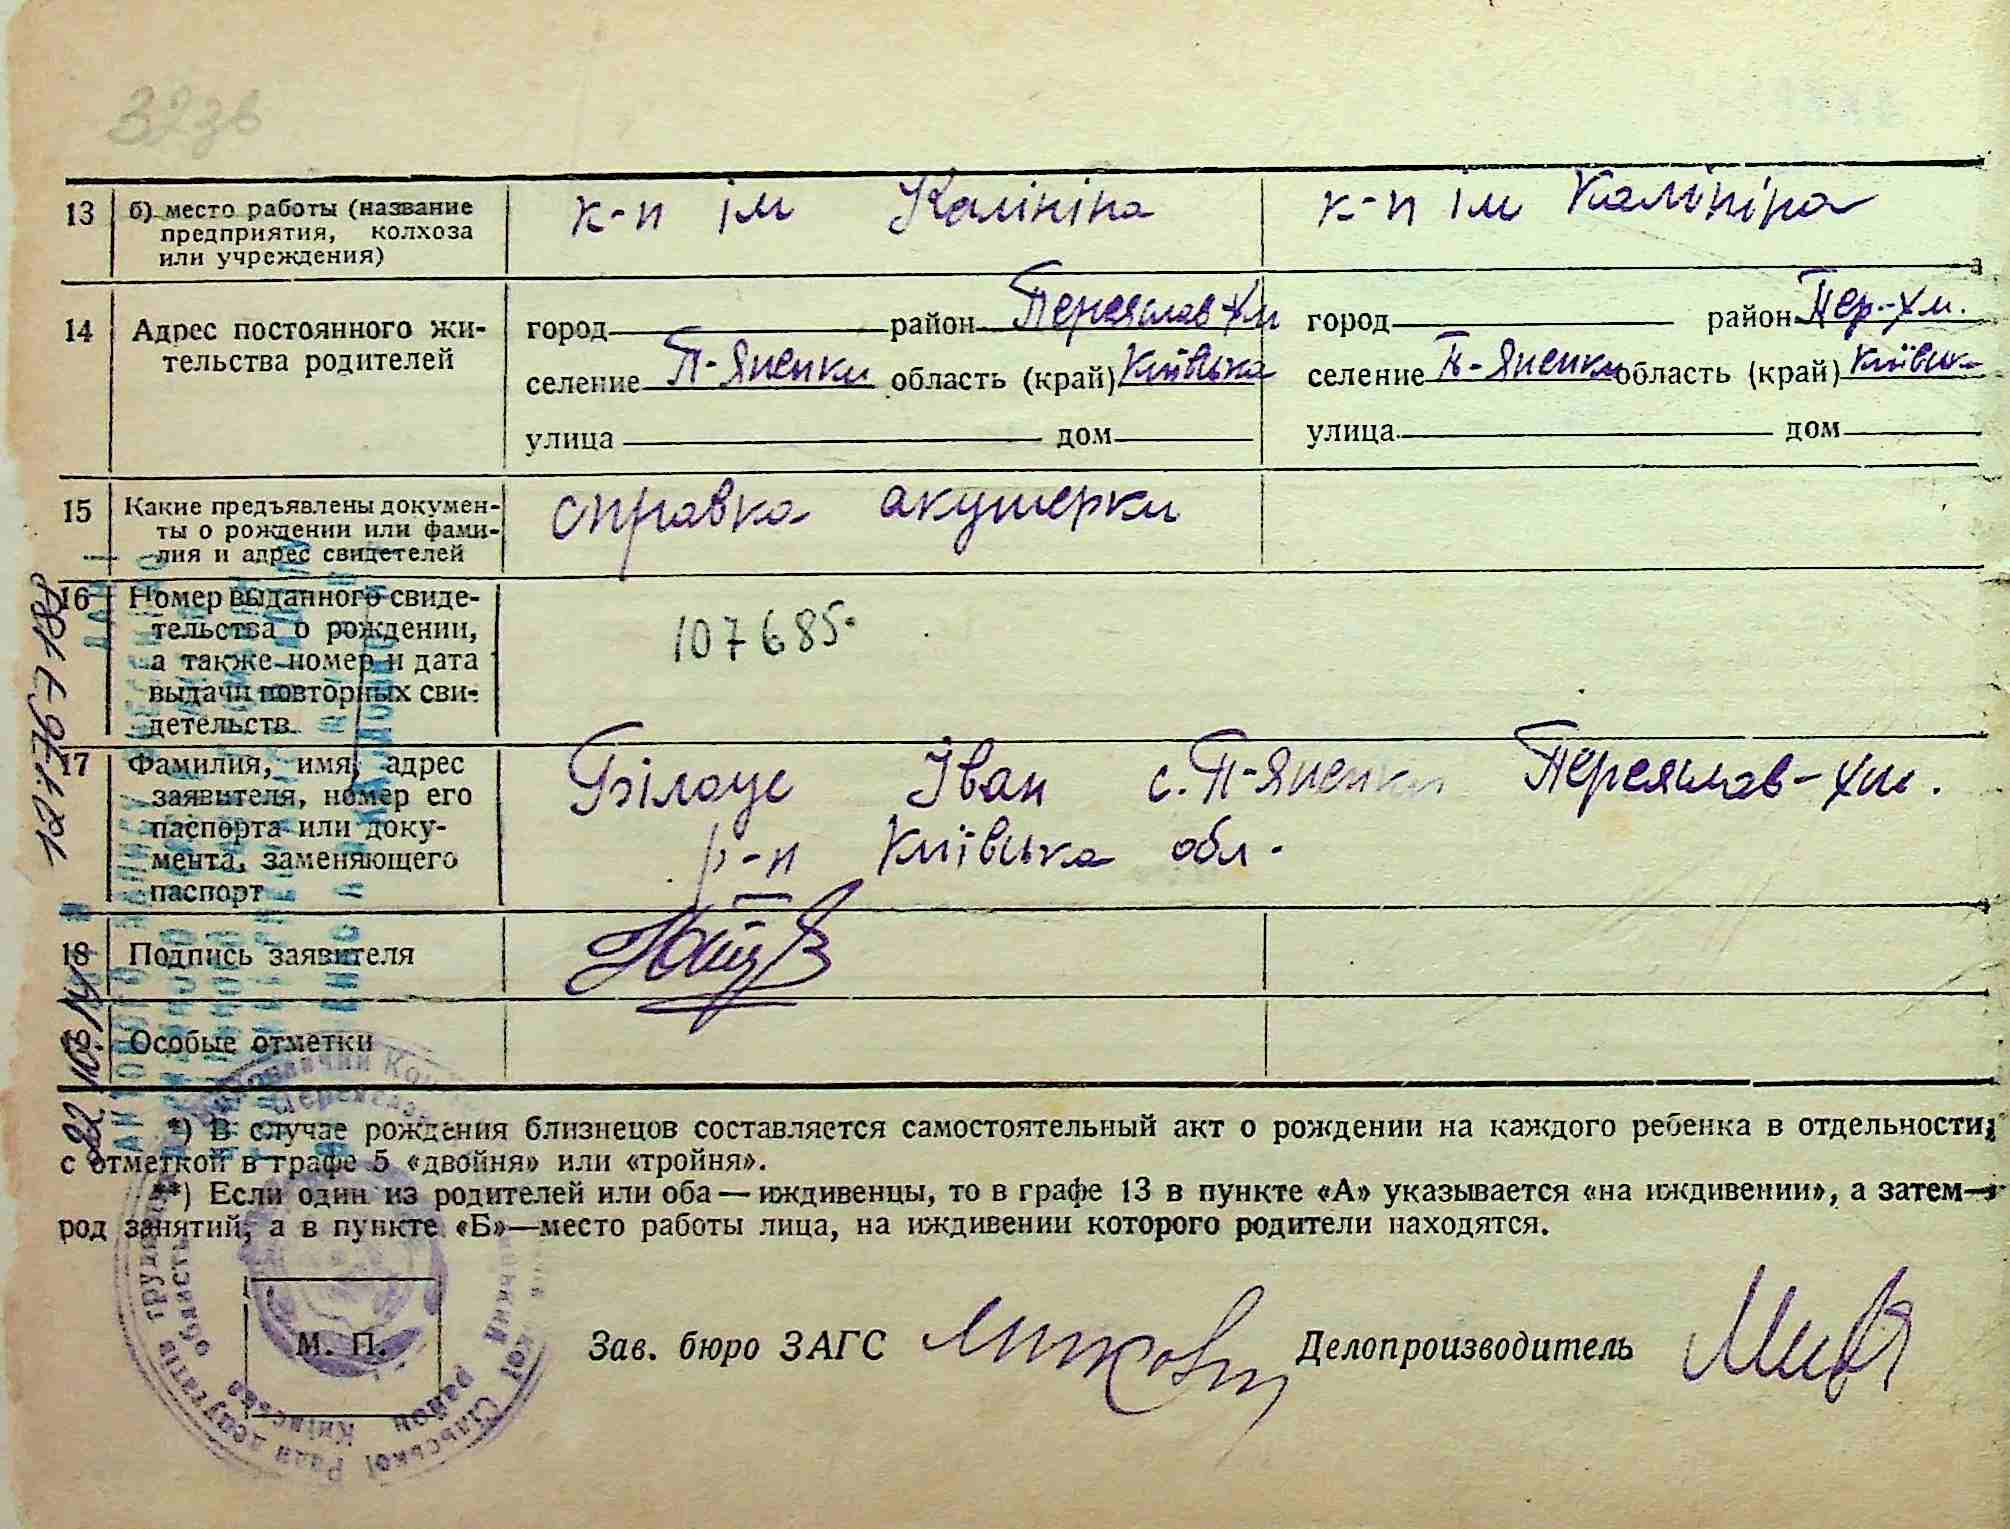 32зв
13 б) место работы (название предприятия, колхоза или учреждения) к-п ім Калініна к-п ім Калініна
14 Адрес постоянного жительства родителей
город район Переяслав-Хм город район Пер-Хм.
селение П-Яненки область (край) Київська селение П-Яненки область (край) Київськ
улица дом улица дом
15 Какие предъявлены документы о рождении или фамилия и адрес свидетелей справка акушерки
16 Номер выданного свидетельства о рождении, а также номер и дата выдачи повторных свидетельств. 107685.
17 Фамилия, имя, адрес заявителя, номер его паспорта или документа, заменяющего паспорт
Білоус Іван с. П-Яненки Переяслав-Хм.
р-н Київська обл.
18 Подпись заявителя
Особые отметки
*) В случае рождения близнецов составляется самостоятельный акт о рождении на каждого ребенка в отдельности,
с отметкой в графе 5 «двойня» или «тройня».
**) Если один из родителей или оба — иждивенцы, то в графе 13 в пункте «А» указывается «на иждивении», а затем—
род занятий, а в пункте «Б»—место работы лица, на иждивении которого родители находятся.
М. П. Зав. бюро ЗАГС Делопроизводитель